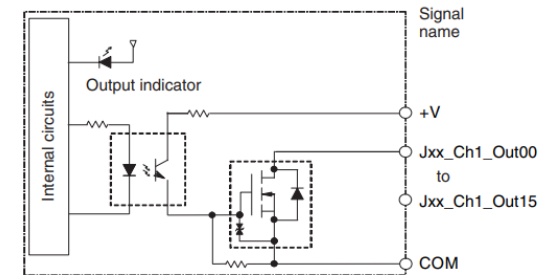 Signal
name
Output indicator
Internal circuits
+V
Jxx_Ch1_Out00
to
Jxx_Ch1_Out15
COM